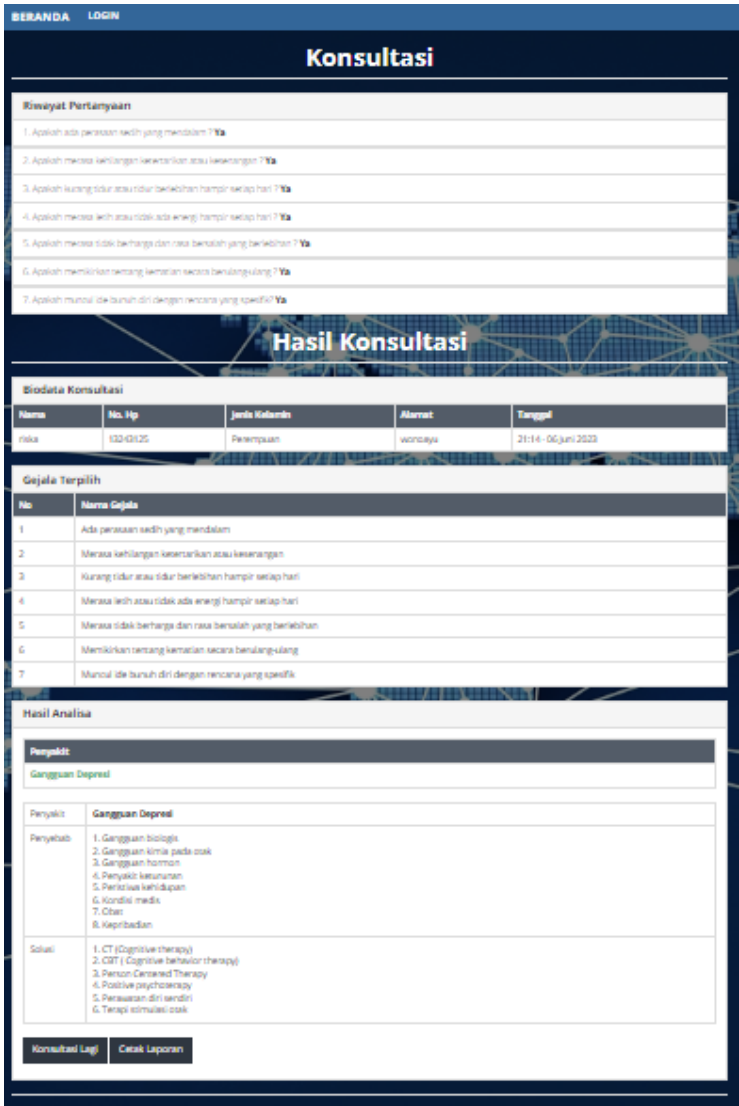 BERANDA LOGIN
Konsultasi
Riwayat Pertanyaan
1. Apakah ada perasaan sedih yang mendalam ? Ya
2. Apakah merasa kehilangan ketertarikan atau kesenangan ? Ya
3. Apakah kurang tidur atau tidur berlebihan hampir setiap hari ? Ya
4. Apakah merasa letih atau tidak ada energi hampir setiap hari ? Ya
5. Apakah merasa tidak berharga dan rasa bersalah yang berlebihan ? Ya
6. Apakah memikirkan tentang kematian secara berulang-ulang ? Ya
7. Apakah muncul ide bunuh diri dengan rencana yang spesifik? Ya
Hasil Konsultasi
Biodata Konsultasi
Nama No. Hp Jenis Kelamin Alamat Tanggal
riska Perempuan wonoayu 21:14 - 06 Juni 2023
Gejala Terpilih
No Nama Gejala
1 Ada perasaan sedih yang mendalam
2 Merasa kehilangan ketertarikan atau kesenangan
3 Kurang tidur atau tidur berlebihan hampir setiap hari
4 Merasa letih atau tidak ada energi hampir setiap hari
5 Merasa tidak berharga dan rasa bersalah yang berlebihan
6 Memikirkan tentang kematian secara berulang-ulang
7 Muncul ide bunuh diri dengan rencana yang spesifik
Hasil Analisa
Penyakit
Gangguan Depresi
Penyakit Gangguan Depresi
Penyebab 1. Gangguan biologis
2. Gangguan kimia pada otak
3. Gangguan hormon
4. Penyakit keturunan
5. Peristiwa kehidupan
6. Kondisi medis
7. Obat
8. Kepribadian
Solusi 1. CT (Cognitive therapy)
2. CBT ( Cognitive behavior therapy)
3. Person Centered Therapy
4. Positive psychoterapy
5. Perawatan diri sendiri
6. Terapi stimulasi otak
Konsultasi Lagi Cetak Laporan